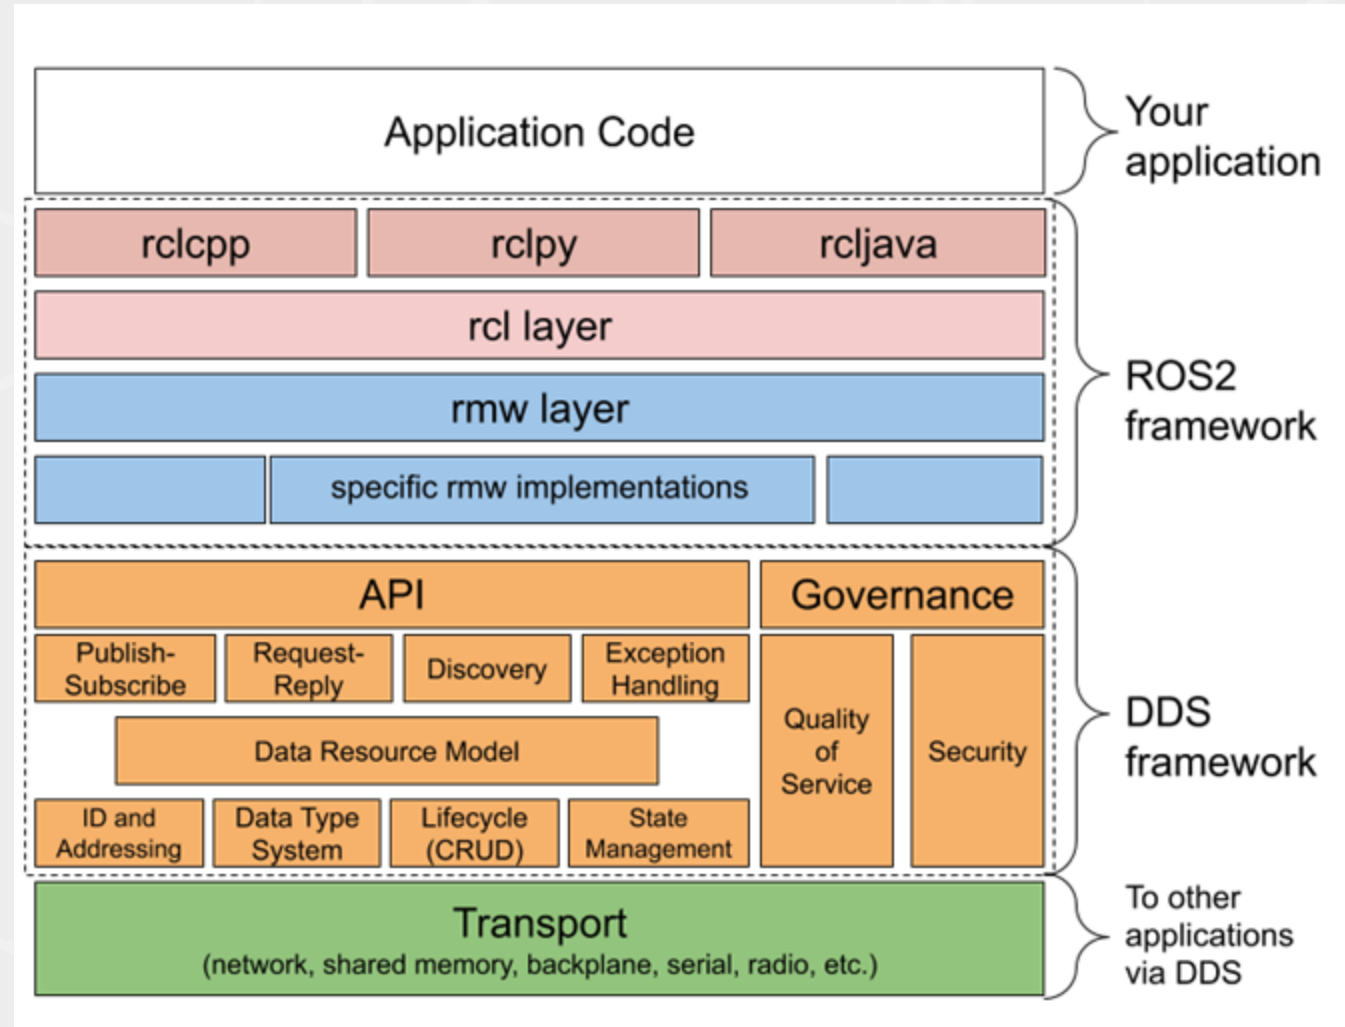 Application Code
Your
application
rclcpp
rclpy
rcljava
rcl layer
rmw layer
specific rmw implementations
ROS2
framework
API
Governance
Publish-
Subscribe
Request-
Reply
Discovery
Exception
Handling
Data Resource Model
ID and
Addressing
Data Type
System
Lifecycle
(CRUD)
State
Management
Quality
of
Service
Security
DDS
framework
Transport
(network, shared memory, backplane, serial, radio, etc.)
To other
applications
via DDS